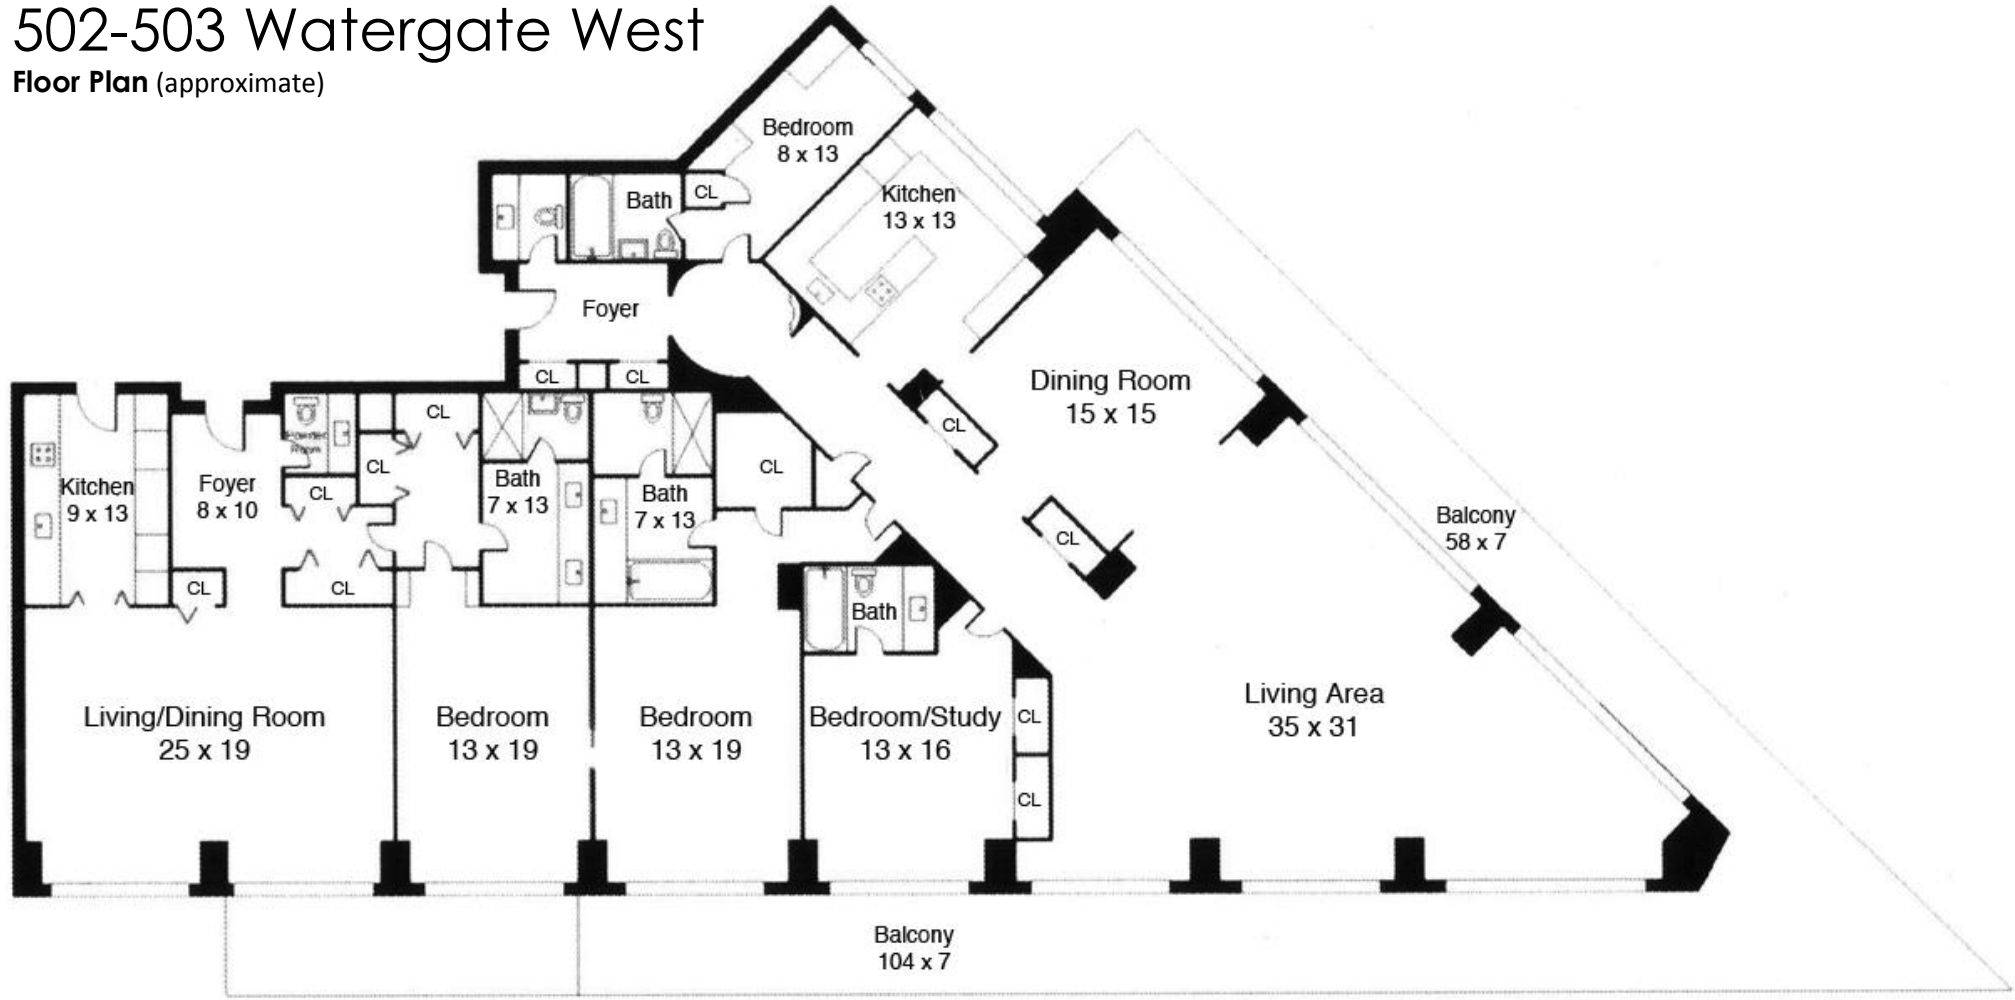 502-503 Watergate West
Floor Plan (approximate)
Bedroom
8 x 13
CL
Bath
Kitchen
13 x 13
Foyer
CL
CL
Dining Room
15 x 15
CL
CL
Balcony
58 x 7
Living Area
35 x 31
Kitchen
9 x 13
Foyer
8 x 10
Powder
Room
CL
CL
CL
CL
CL
Bath
7 x 13
Bath
7 x 13
CL
Bath
Living/Dining Room
25 x 19
Bedroom
13 x 19
Bedroom
13 x 19
Bedroom/Study
13 x 16
CL
CL
Balcony
104 x 7